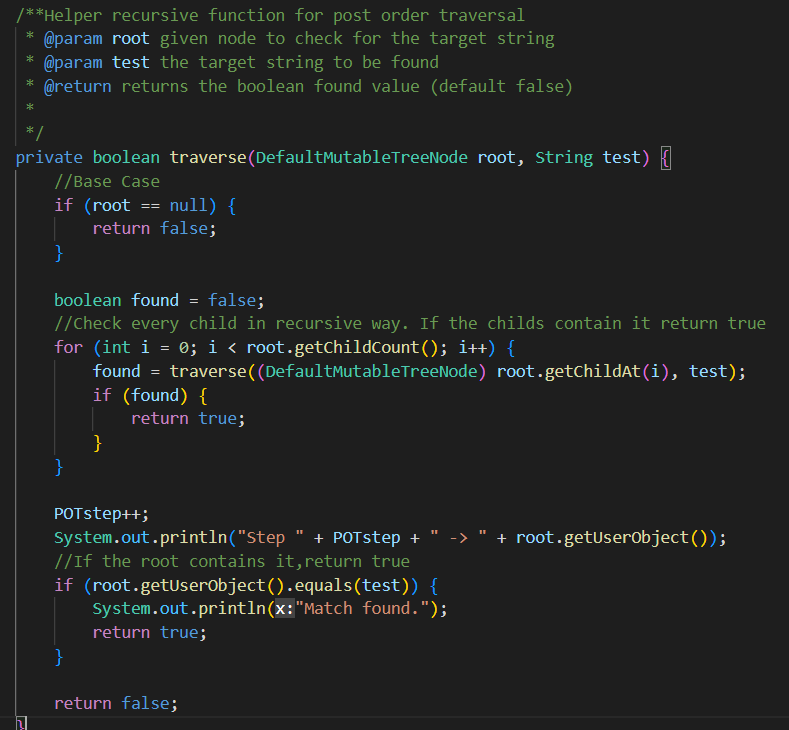 /**Helper recursive function for post order traversal
 * @param root given node to check for the target string
 * @param test the target string to be found
 * @return returns the boolean found value (default false)
 *
 */
private boolean traverse(DefaultMutableTreeNode root, String test) {
    //Base Case
    if (root == null) {
        return false;
    }

    boolean found = false;
    //Check every child in recursive way. If the childs contain it return true
    for (int i = 0; i < root.getChildCount(); i++) {
        found = traverse((DefaultMutableTreeNode) root.getChildAt(i), test);
        if (found) {
            return true;
        }
    }

    POTstep++;
    System.out.println("Step " + POTstep + " -> " + root.getUserObject());
    //If the root contains it,return true
    if (root.getUserObject().equals(test)) {
        System.out.println(x:"Match found.");
        return true;
    }

    return false;
}